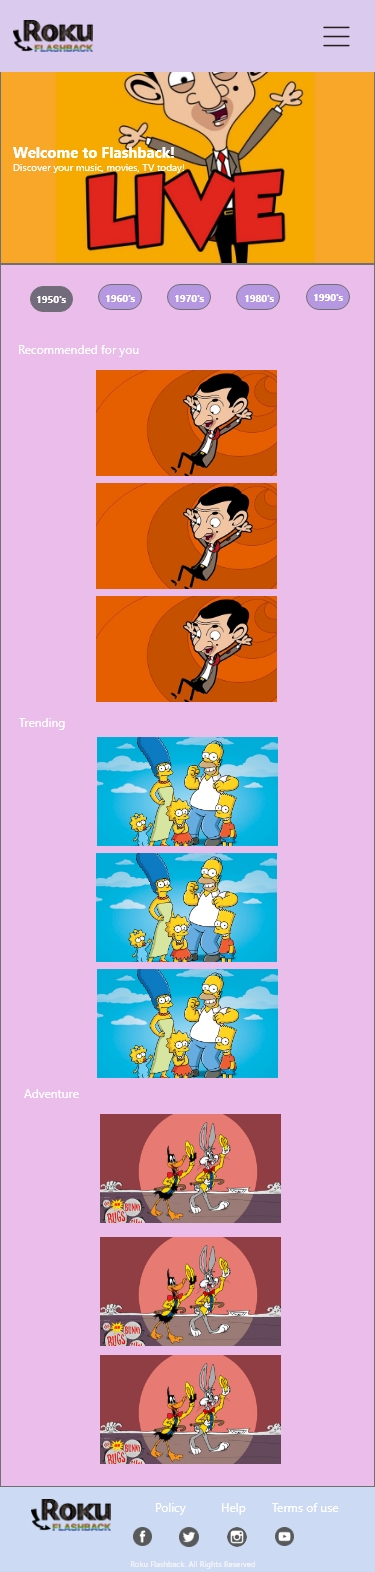 Roku
FLASHBACK
LIVE
Welcome to Flashback!
Discover your music, movies, TV today!
1950's 1960's 1970's 1980's 1990's
Recommended for you
Trending
Adventure
BUGS BUNNY
BUGS BUNNY
BUGS BUNNY
Roku
FLASHBACK
Policy Help Terms of use
Roku Flashback. All Rights Reserved